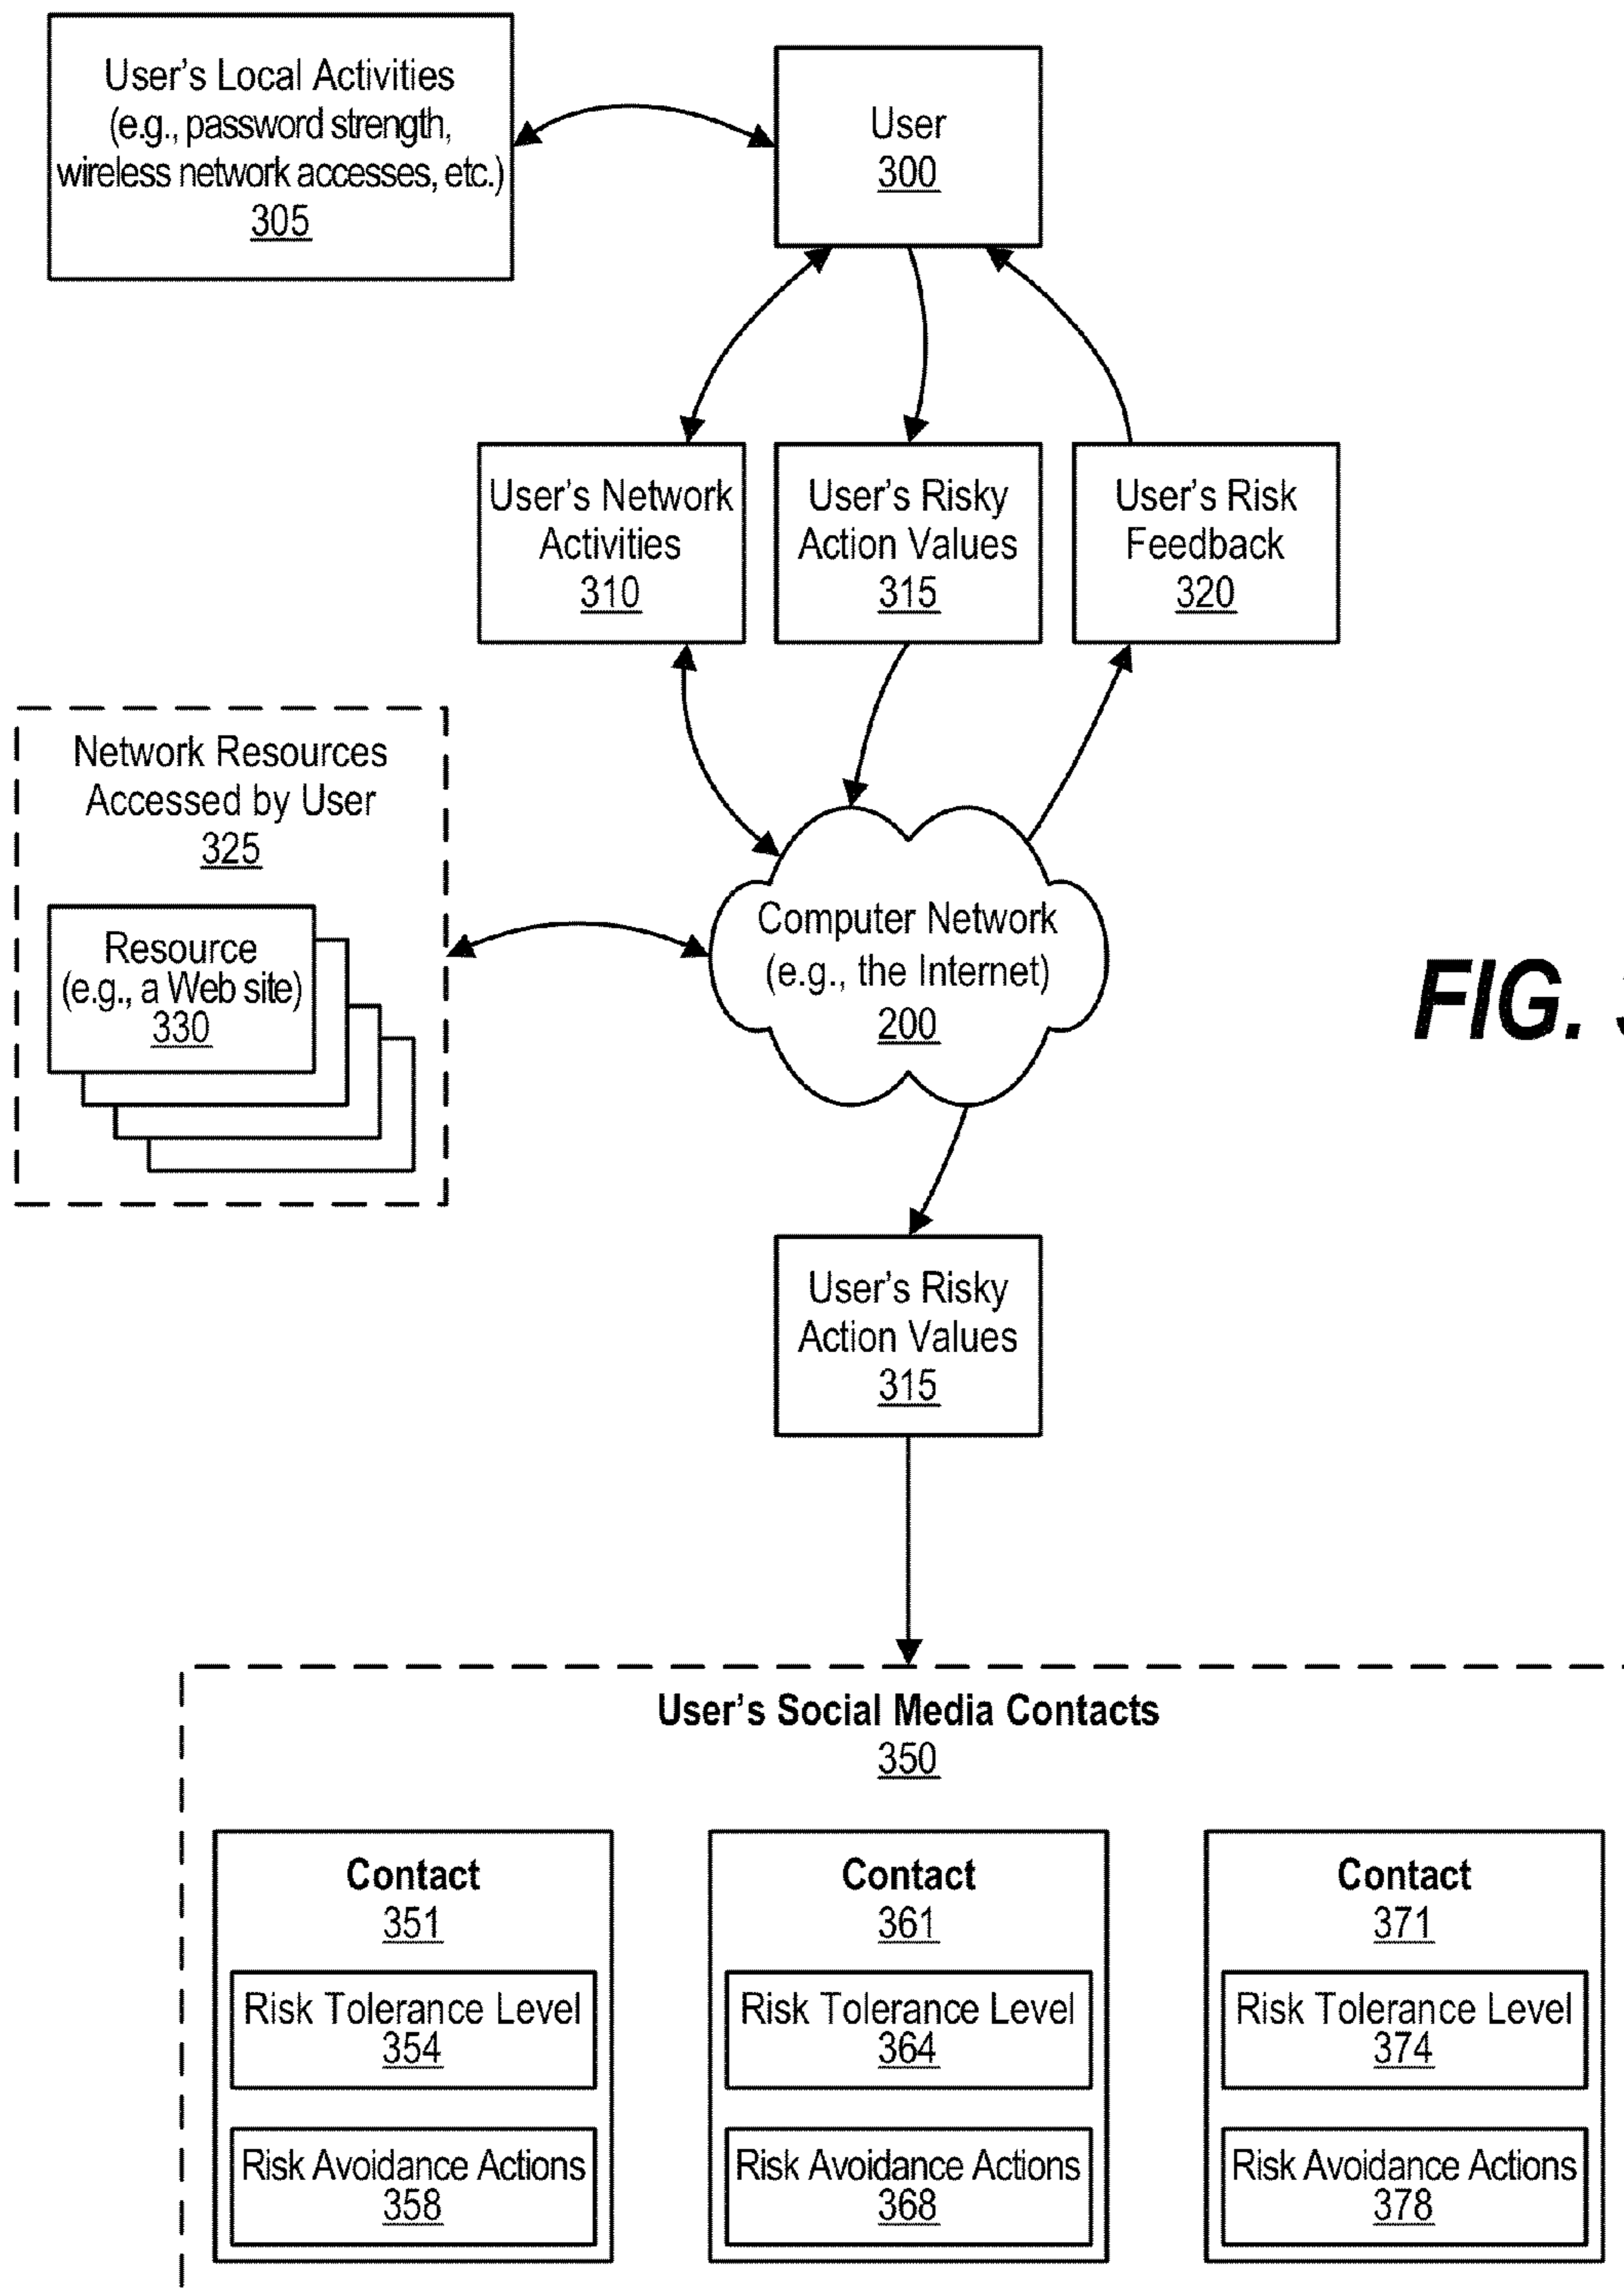 User's Local Activities
(e.g., password strength,
wireless network accesses, etc.)
305
User
300
User's Network
Activities
310
User's Risky
Action Values
315
User's Risk
Feedback
320
Network Resources
Accessed by User
325
Resource
(e.g., a Web site)
330
Computer Network
(e.g., the Internet)
200
FIG.
User's Risky
Action Values
315
User's Social Media Contacts
350
Contact
351
Risk Tolerance Level
354
Risk Avoidance Actions
358
Contact
361
Risk Tolerance Level
364
Risk Avoidance Actions
368
Contact
371
Risk Tolerance Level
374
Risk Avoidance Actions
378